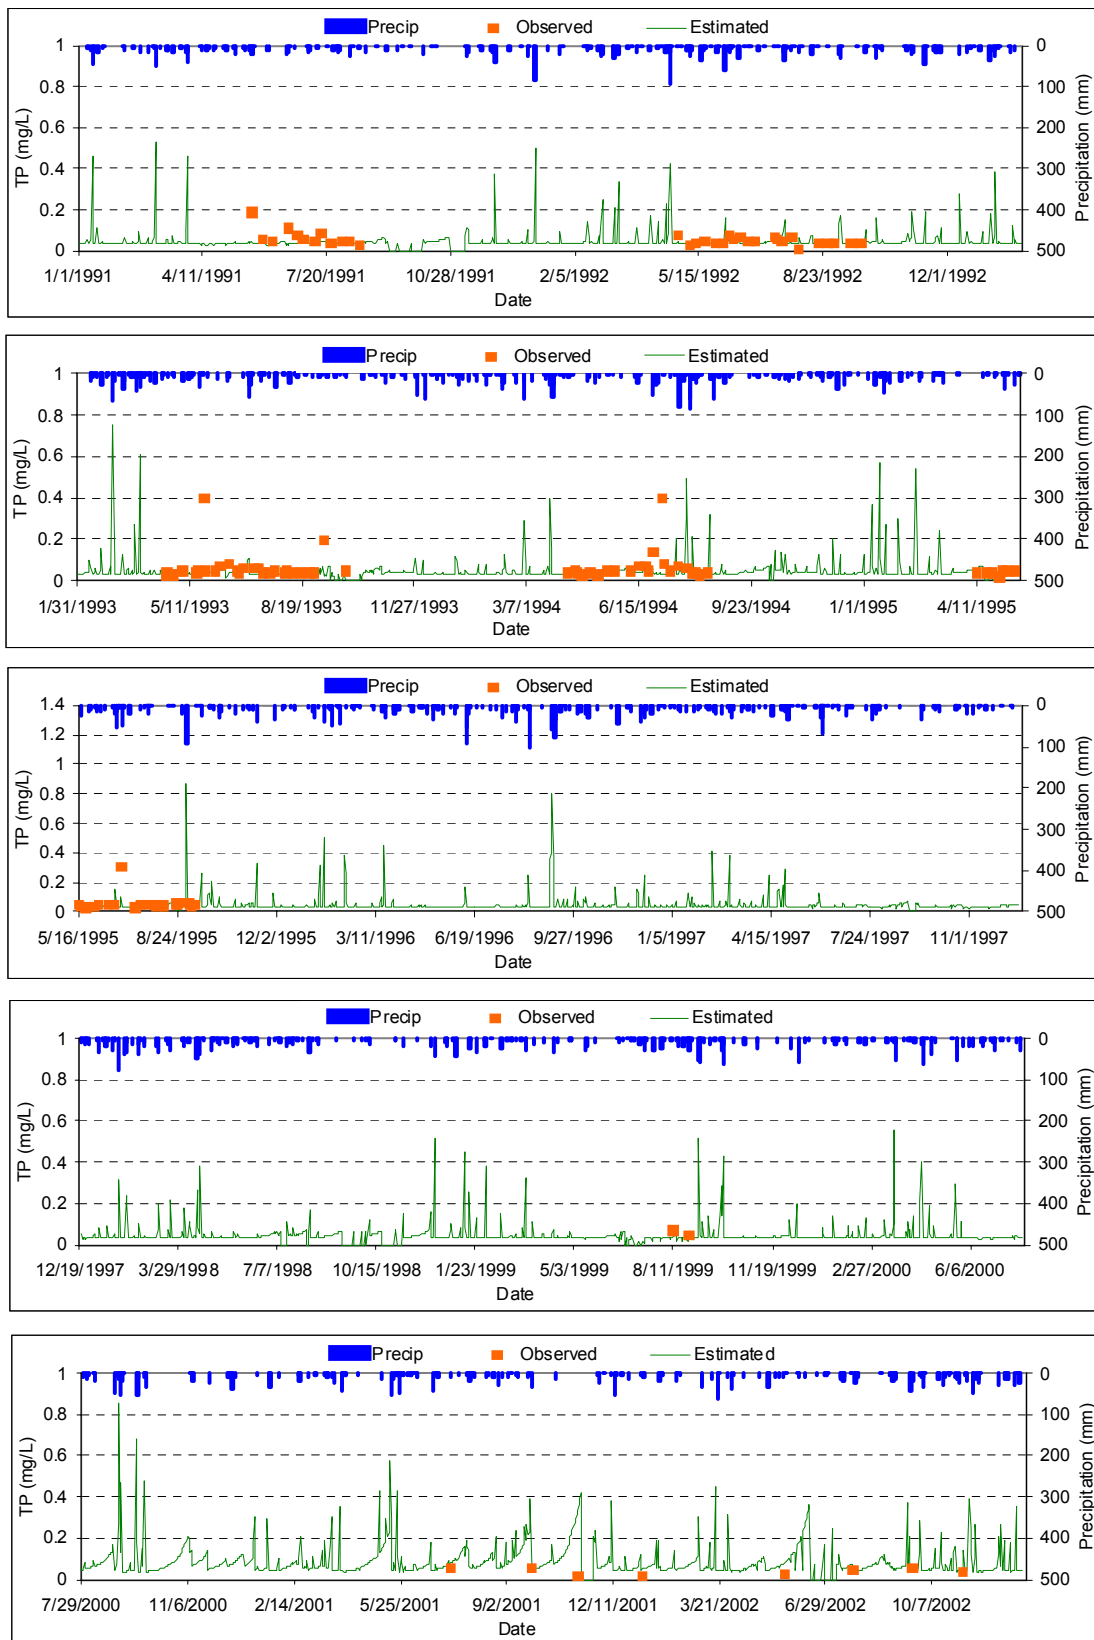 Precip Observed Estimated
1 0
0.8 100
0.6 200
0.4 300
0.2 400
0 500
TP (mg/L)
Precipitation (mm)
1/1/1991 4/11/1991 7/20/1991 10/28/1991 2/5/1992 5/15/1992 8/23/1992 12/1/1992
Date
Precip Observed Estimated
1 0
0.8 100
0.6 200
0.4 300
0.2 400
0 500
TP (mg/L)
Precipitation (mm)
1/31/1993 5/11/1993 8/19/1993 11/27/1993 3/7/1994 6/15/1994 9/23/1994 1/1/1995 4/11/1995
Date
Precip Observed Estimated
1.4 0
1.2 100
1 200
0.8 300
0.6 400
0.4 500
0.2
0
TP (mg/L)
Precipitation (mm)
5/16/1995 8/24/1995 12/2/1995 3/11/1996 6/19/1996 9/27/1996 1/5/1997 4/15/1997 7/24/1997 11/1/1997
Date
Precip Observed Estimated
1 0
0.8 100
0.6 200
0.4 300
0.2 400
0 500
TP (mg/L)
Precipitation (mm)
12/19/1997 3/29/1998 7/7/1998 10/15/1998 1/23/1999 5/3/1999 8/11/1999 11/19/1999 2/27/2000 6/6/2000
Date
Precip Observed Estimated
1 0
0.8 100
0.6 200
0.4 300
0.2 400
0 500
TP (mg/L)
Precipitation (mm)
7/29/2000 11/6/2000 2/14/2001 5/25/2001 9/2/2001 12/11/2001 3/21/2002 6/29/2002 10/7/2002
Date